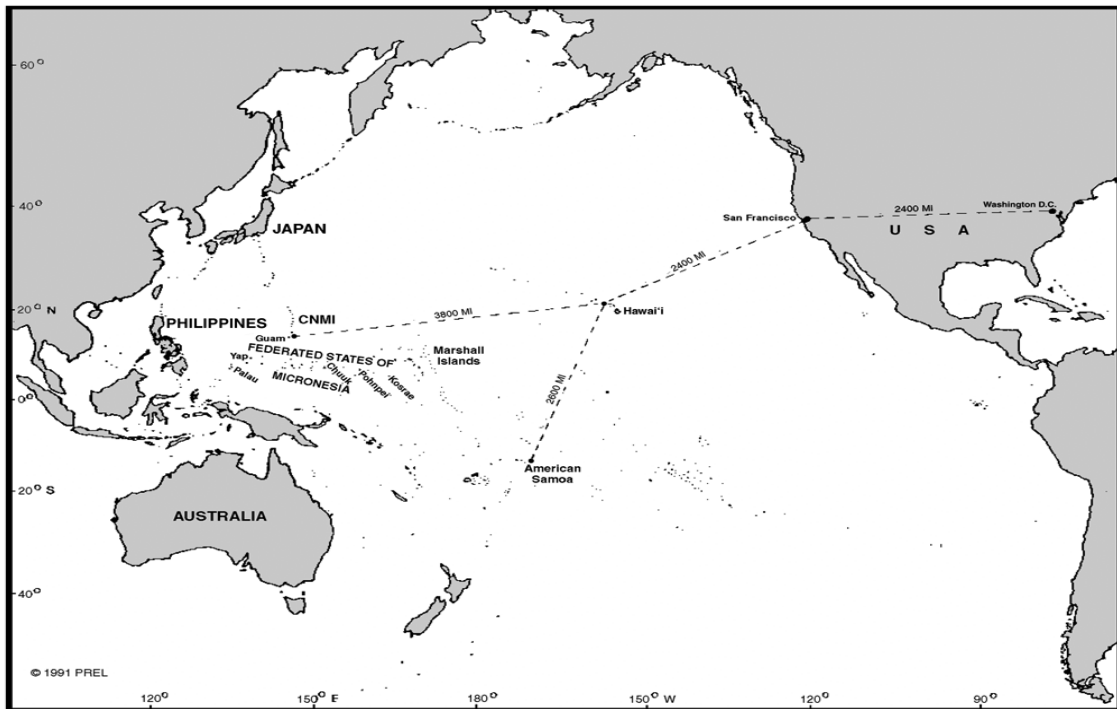 60°
40°
20° N
0°
20° S
40°
JAPAN
San Francisco
2400 MI
Washington D.C.
U S A
2400 MI
Hawai'i
3800 MI
CNMI
PHILIPPINES
Guam
FEDERATED STATES OF
MICRONESIA
Marshall
Islands
Yap
Palau
Chuuk
Pohnpei
Kosrae
2600 MI
American
Samoa
AUSTRALIA
© 1991 PREL
120°
150° E
180°
150° W
120°
90°